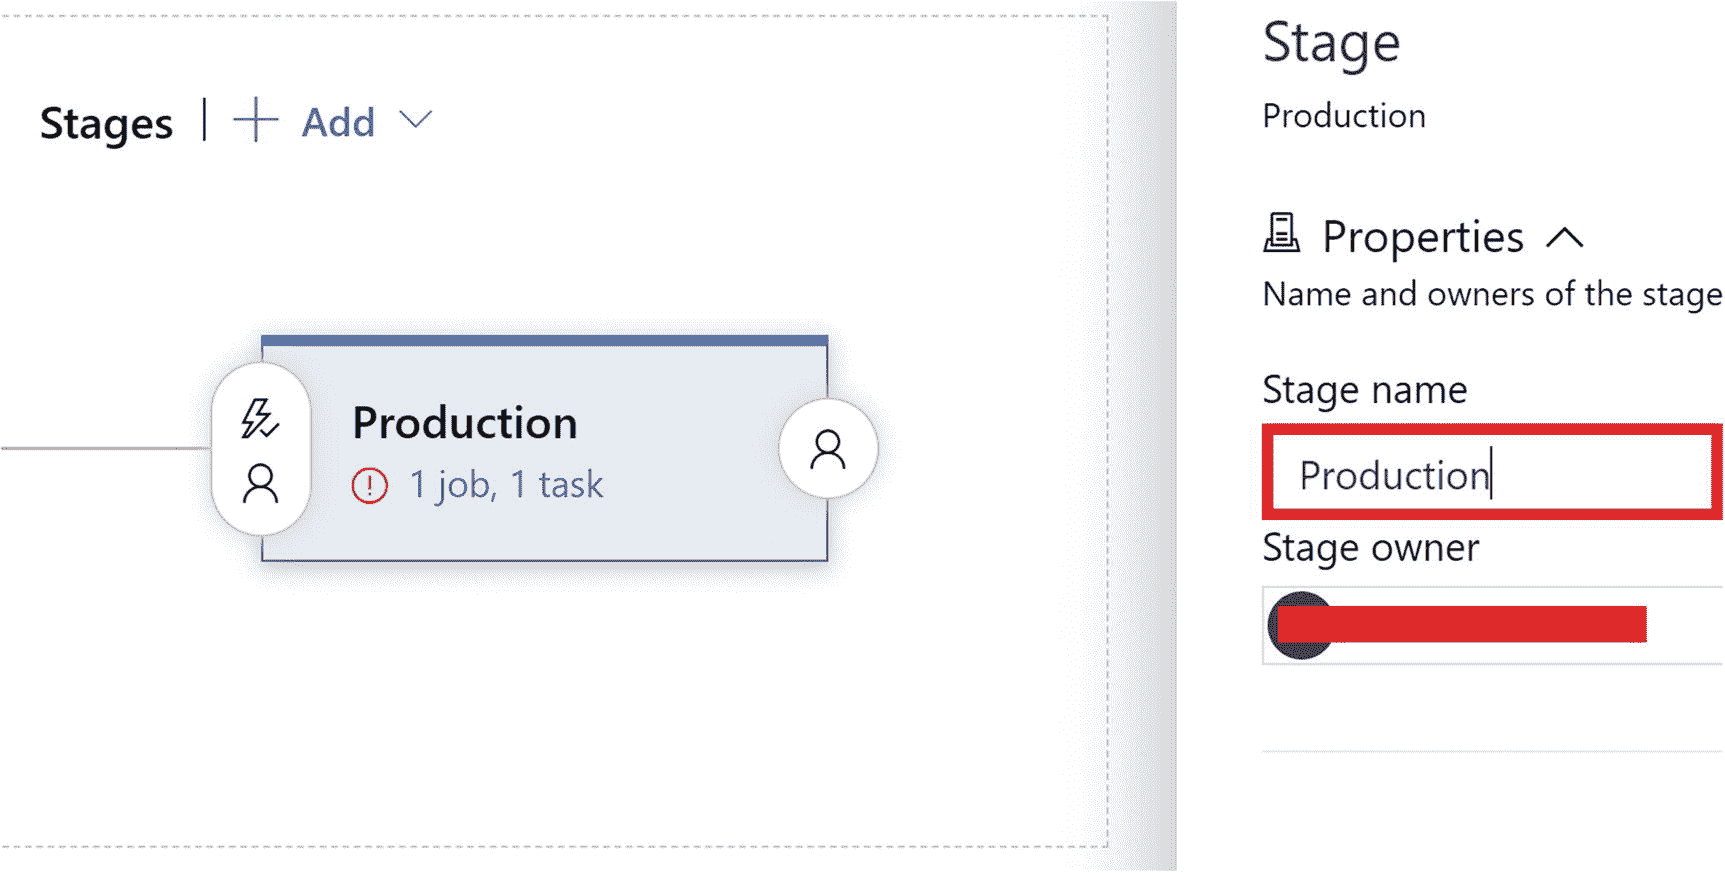 Stages
Add
Production
1 job, 1 task
Stage
Production
Properties
Name and owners of the stage
Stage name
Production
Stage owner